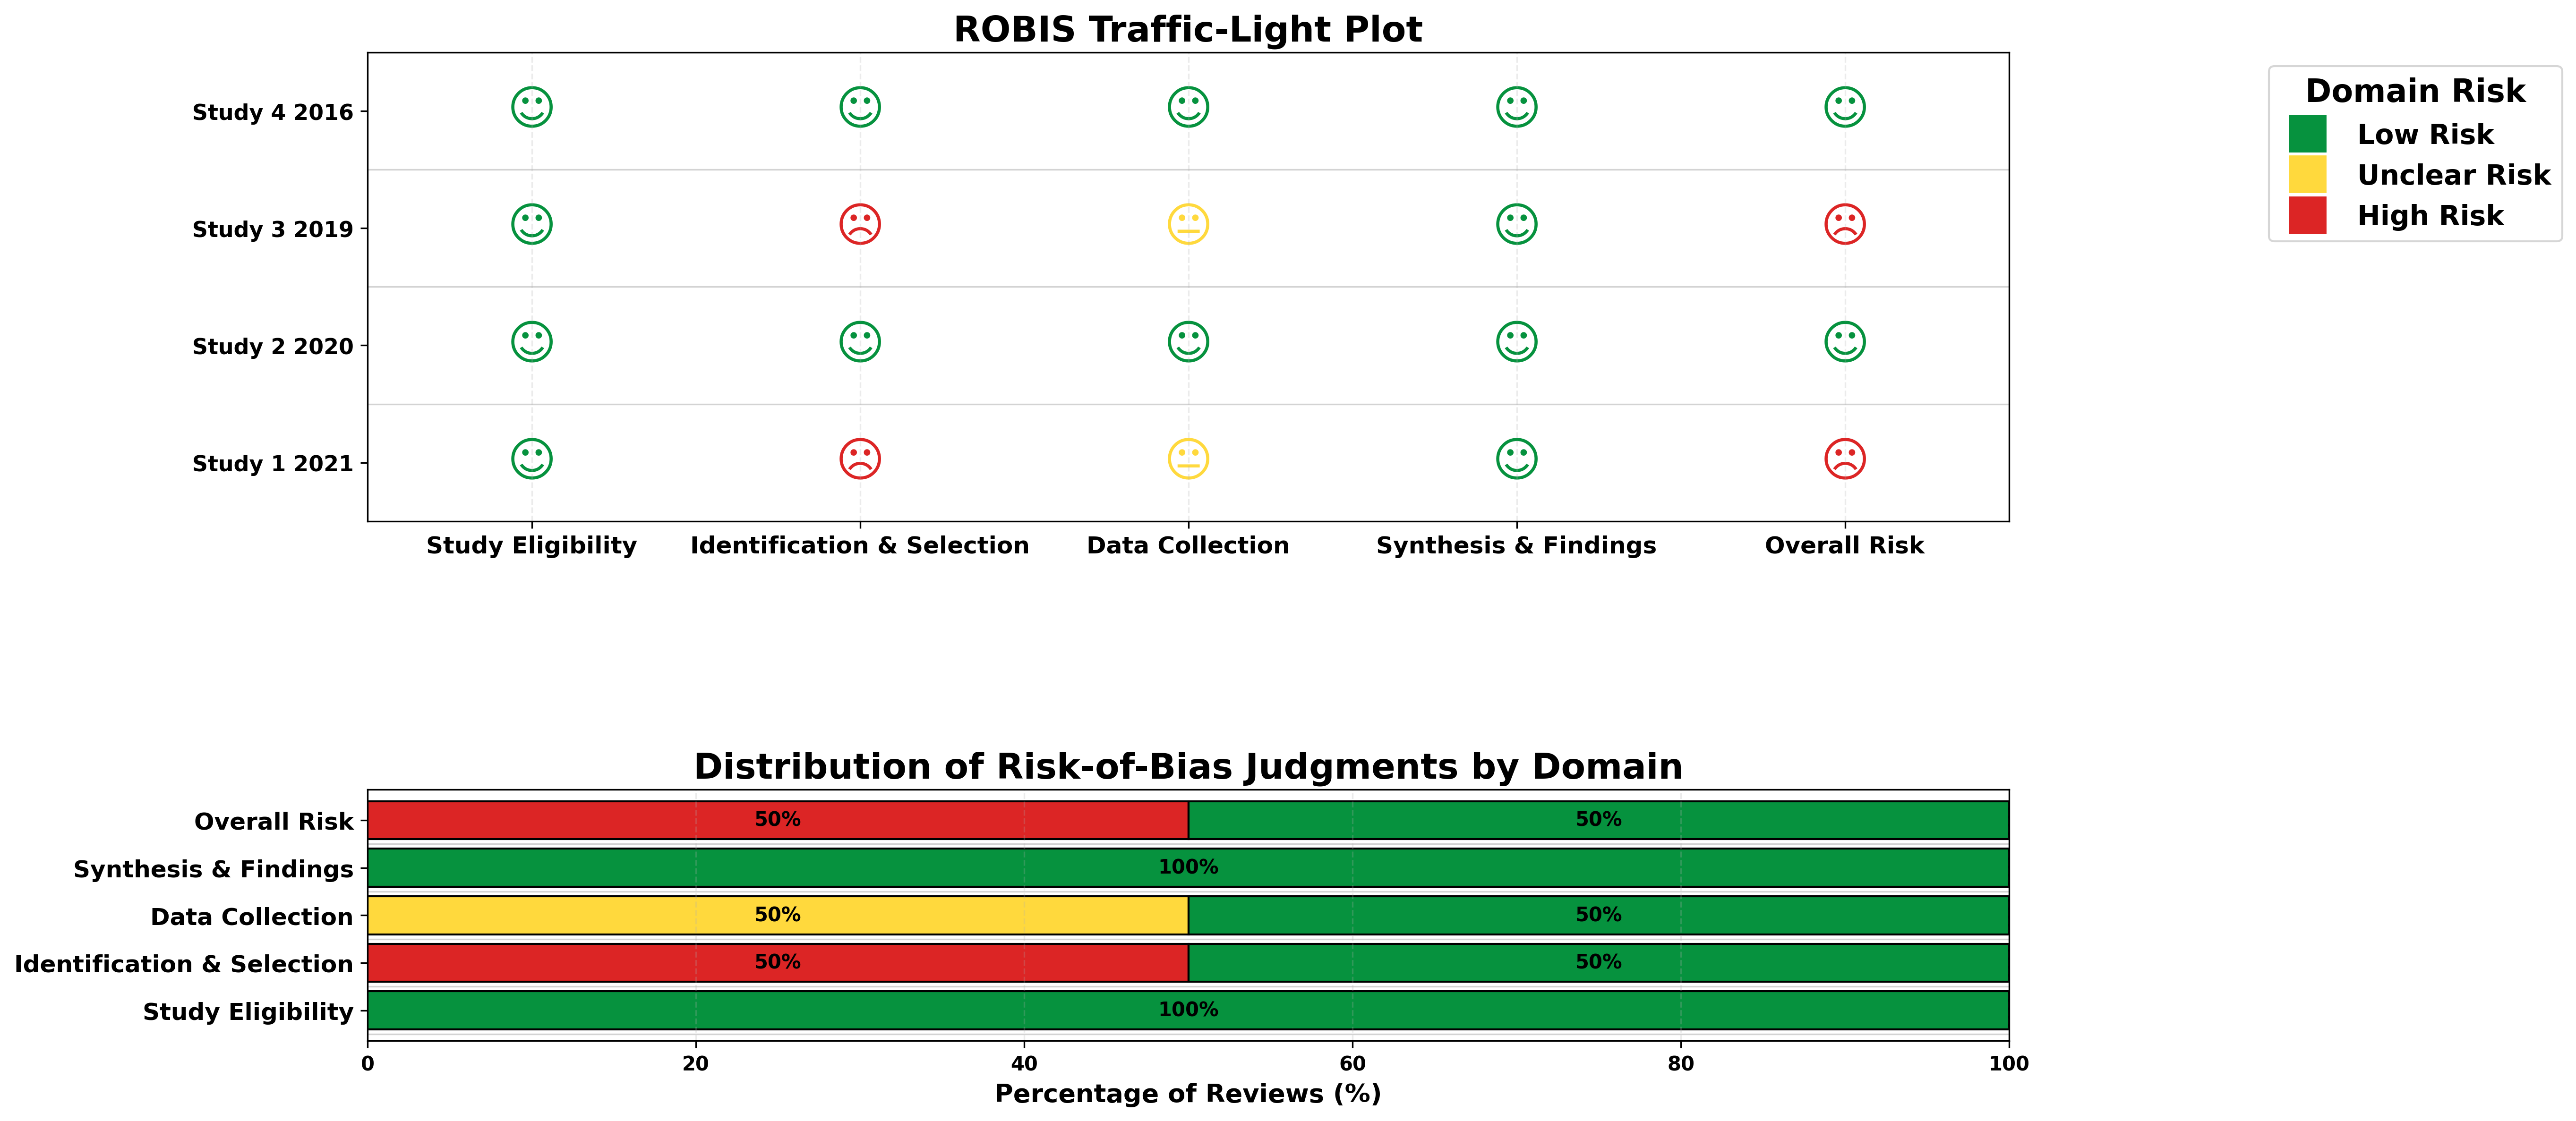 ROBIS Traffic-Light Plot
Study 4 2016
Study 3 2019
Study 2 2020
Study 1 2021
Study Eligibility
Identification & Selection
Data Collection
Synthesis & Findings
Overall Risk
Domain Risk
Low Risk
Unclear Risk
High Risk
Distribution of Risk-of-Bias Judgments by Domain
Overall Risk
50%
50%
Synthesis & Findings
100%
Data Collection
50%
50%
Identification & Selection
50%
50%
Study Eligibility
100%
0
20
40
60
80
100
Percentage of Reviews (%)